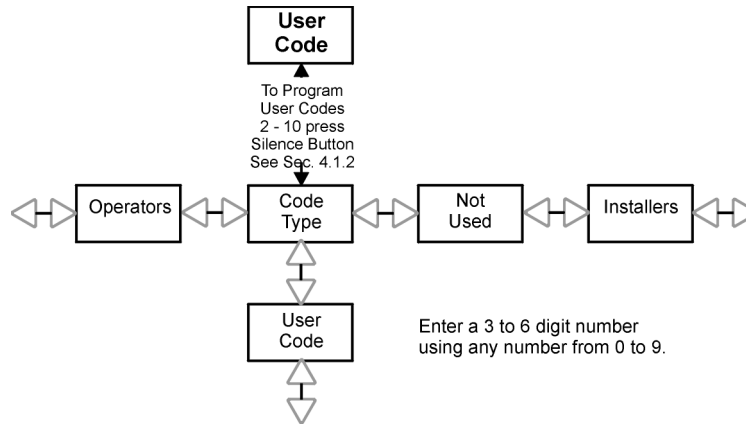 User
Code
To Program
User Codes
2 - 10 press
Silence Button
See Sec. 4.1.2
Operators
Code
Type
Not
Used
Installers
User
Code
Enter a 3 to 6 digit number
using any number from 0 to 9.